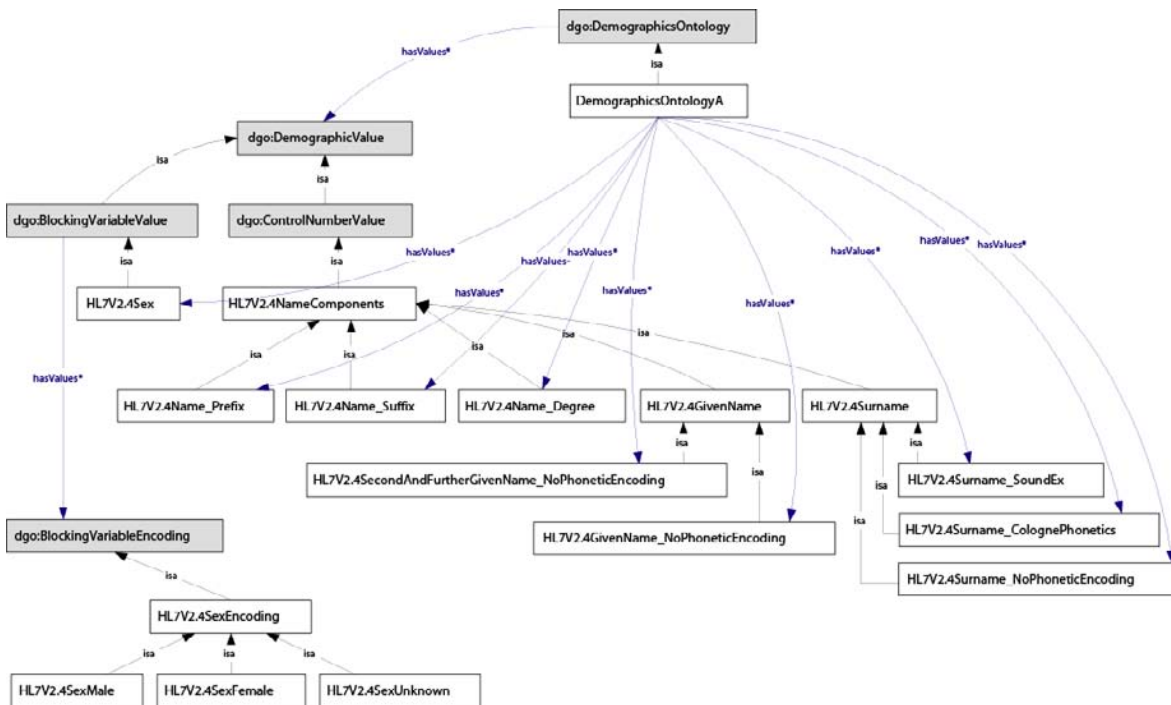 dgo:DemographicsOntology
hasValues*
isa
DemographicsOntologyA
dgo:DemographicValue
isa
isa
dgo:BlockingVariableValue
dgo:ControlNumberValue
hasValues*
hasValues*
hasValues*
isa
isa
hasValues*
hasValues-
hasValues*
HL7V2.4Sex
HL7V2.4NameComponents
hasValues*
hasValues*
hasValues*
isa
isa
isa
isa
isa
hasValues*
HL7V2.4Name_Prefix
HL7V2.4Name_Suffix
HL7V2.4Name_Degree
HL7V2.4GivenName
HL7V2.4Surname
isa
isa
isa
HL7V2.4SecondAndFurtherGivenName_NoPhoneticEncoding
HL7V2.4Surname_SoundEx
isa
isa
dgo:BlockingVariableEncoding
HL7V2.4GivenName_NoPhoneticEncoding
HL7V2.4Surname_ColognePhonetics
isa
HL7V2.4Surname_NoPhoneticEncoding
HL7V2.4SexEncoding
isa
isa
isa
HL7V2.4SexMale
HL7V2.4SexFemale
HL7V2.4SexUnknown